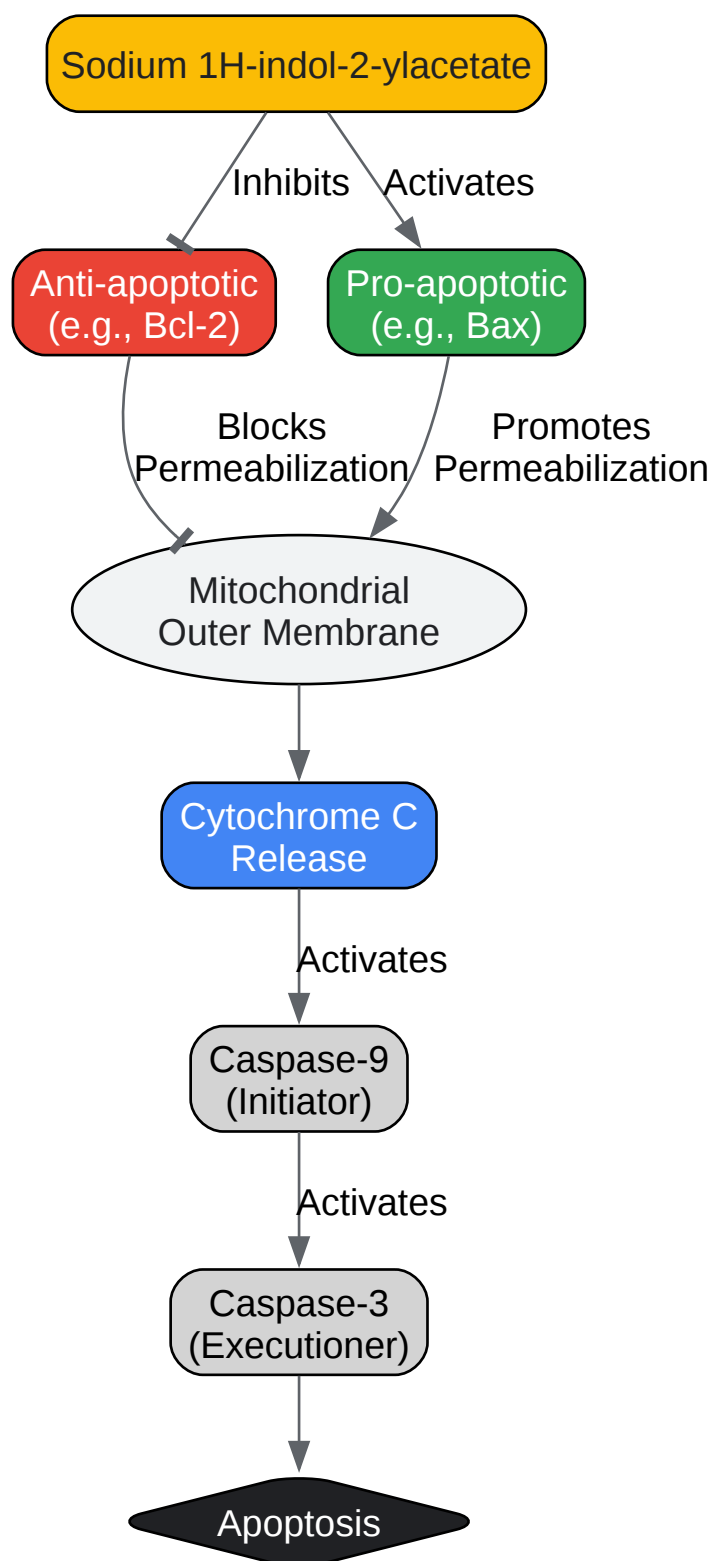 Sodium 1H-indol-2-ylacetate
Inhibits
Activates
Anti-apoptotic
(e.g., Bcl-2)
Pro-apoptotic
(e.g., Bax)
Blocks
Permeabilization
Promotes
Permeabilization
Mitochondrial
Outer Membrane
Cytochrome C
Release
Activates
Caspase-9
(Initiator)
Activates
Caspase-3
(Executioner)
Apoptosis